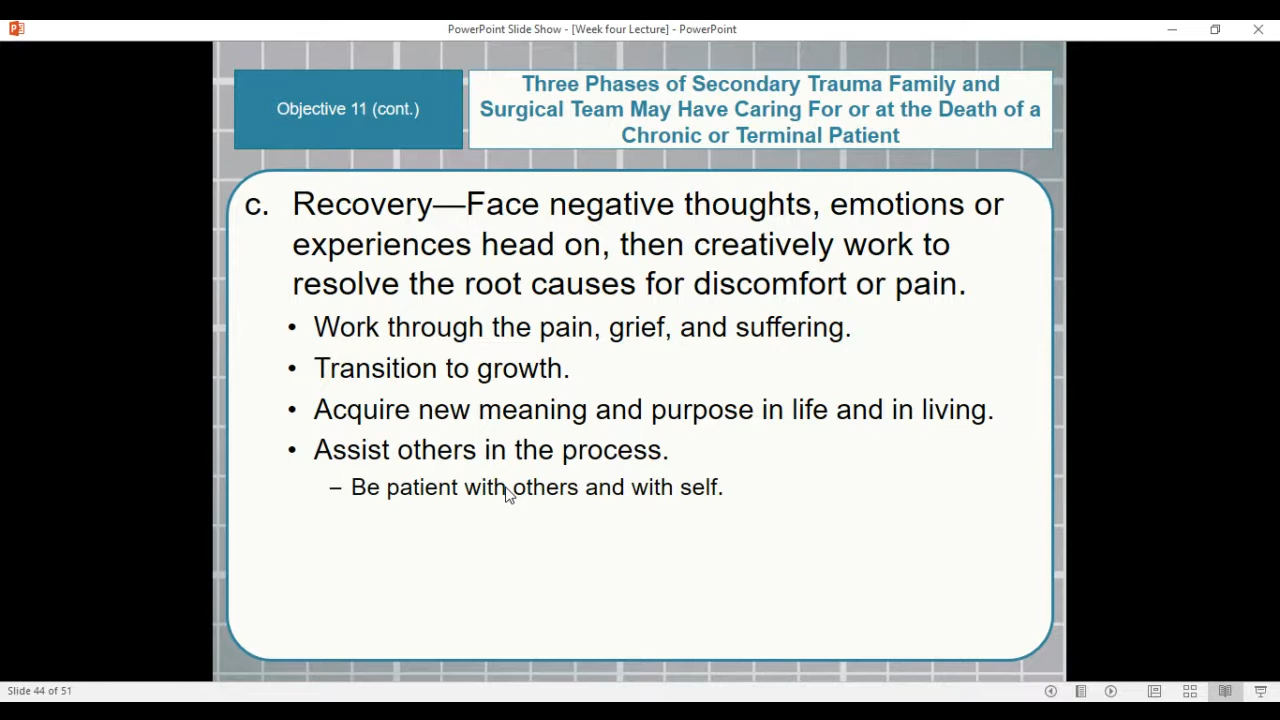 PowerPoint Slide Show - [Week four Lecture] - PowerPoint
Objective 11 (cont.)
Three Phases of Secondary Trauma Family and
Surgical Team May Have Caring For or at the Death of a
Chronic or Terminal Patient
c. Recovery—Face negative thoughts, emotions or
experiences head on, then creatively work to
resolve the root causes for discomfort or pain.
• Work through the pain, grief, and suffering.
• Transition to growth.
• Acquire new meaning and purpose in life and in living.
• Assist others in the process.
– Be patient with others and with self.
Slide 44 of 51